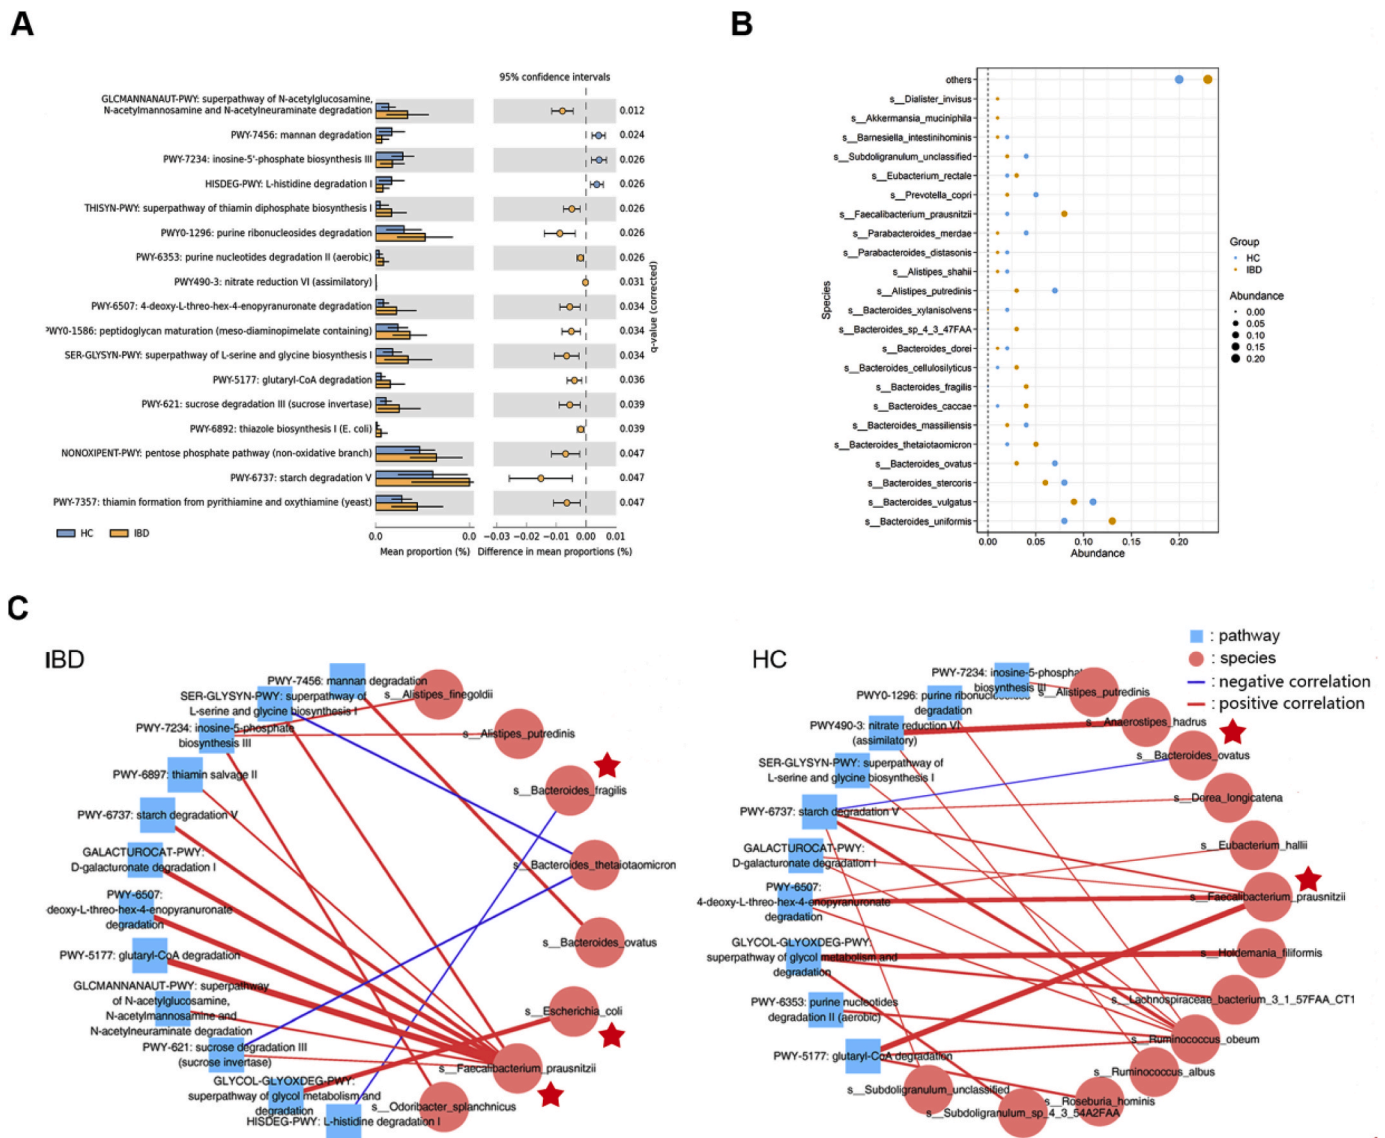 A
95% confidence intervals
GLCMANNANAUT-PWY: superpathway of N-acetylglucosamine,
N-acetylmannosamine and N-acetylneuraminate degradation
0.012
PWY-7456: mannan degradation
0.024
PWY-7234: inosine-5'-phosphate biosynthesis III
0.026
HISDEG-PWY: L-histidine degradation I
0.026
THISYN-PWY: superpathway of thiamin diphosphate biosynthesis I
0.026
PWY0-1296: purine ribonucleosides degradation
0.026
PWY-6353: purine nucleotides degradation II (aerobic)
0.026
PWY490-3: nitrate reduction VI (assimilatory)
0.031
PWY-6507: 4-deoxy-L-threo-hex-4-enopyranuronate degradation
0.034
PWY0-1586: peptidoglycan maturation (meso-diaminopimelate containing)
0.034
SER-GLYSYN-PWY: superpathway of L-serine and glycine biosynthesis I
0.034
PWY-5177: glutaryl-CoA degradation
0.036
PWY-621: sucrose degradation III (sucrose invertase)
0.039
PWY-6892: thiazole biosynthesis I (E. coli)
0.039
NONOXIPENT-PWY: pentose phosphate pathway (non-oxidative branch)
0.047
PWY-6737: starch degradation V
0.047
PWY-7357: thiamin formation from pyrithiamine and oxythiamine (yeast)
0.047
q-value (corrected)
HC IBD
0.0 0.0
Mean proportion (%)
−0.03 −0.02 −0.01 0.00 0.01
Difference in mean proportions (%)
B
Species
others
s__Dialister_invisus
s__Akkermansia_muciniphila
s__Barnesiella_intestinihominis
s__Subdoligranulum_unclassified
s__Eubacterium_rectale
s__Prevotella_copri
s__Faecalibacterium_prausnitzii
s__Parabacteroides_merdae
s__Parabacteroides_distasonis
s__Alistipes_shahii
s__Alistipes_putredinis
s__Bacteroides_xylanisolvens
s__Bacteroides_sp_4_3_47FAA
s__Bacteroides_dorei
s__Bacteroides_cellulosilyticus
s__Bacteroides_fragilis
s__Bacteroides_caccae
s__Bacteroides_massiliensis
s__Bacteroides_thetaiotaomicron
s__Bacteroides_ovatus
s__Bacteroides_stercoris
s__Bacteroides_vulgatus
s__Bacteroides_uniformis
0.00 0.05 0.10 0.15 0.20
Abundance
Group
HC
IBD
Abundance
0.00
0.05
0.10
0.15
0.20
C
IBD
PWY-7456: mannan degradation
SER-GLYSYN-PWY: superpathway of
L-serine and glycine biosynthesis I
PWY-7234: inosine-5-phosphate
biosynthesis III
PWY-6897: thiamin salvage II
PWY-6737: starch degradation V
GALACTUROCAT-PWY:
D-galacturonate degradation I
PWY-6507:
deoxy-L-threo-hex-4-enopyranuronate
degradation
PWY-5177: glutaryl-CoA degradation
GLCMANNANAUT-PWY: superpathway
of N-acetylglucosamine,
N-acetylmannosamine and
N-acetylneuraminate degradation
PWY-621: sucrose degradation III
(sucrose invertase)
GLYCOL-GLYOXDEG-PWY:
superpathway of glycol metabolism and
degradation
HISDEG-PWY: L-histidine degradation I
s__Alistipes_finegoldii
s__Alistipes_putredinis
s__Bacteroides_fragilis
s__Bacteroides_thetaiotaomicron
s__Bacteroides_ovatus
s__Escherichia_coli
s__Faecalibacterium_prausnitzii
s__Odoribacter_splanchnicus
HC
PWY-7234: inosine-5-phosphat
biosynthesis III
PWY0-1296: purine
degradation
PWY490-3: nitrate reduction VI
(assimilatory)
SER-GLYSYN-PWY: superpathway of
L-serine and glycine biosynthesis I
PWY-6737: starch degradation V
GALACTUROCAT-PWY:
D-galacturonate degradation I
PWY-6507:
4-deoxy-L-threo-hex-4-enopyranuronate
degradation
GLYCOL-GLYOXDEG-PWY:
superpathway of glycol metabolism and
degradation
PWY-6353: purine nucleotides
degradation II (aerobic)
PWY-5177: glutaryl-CoA degradation
s__Alistipes_putredinis
s__Anaerostipes_hadrus
s__Bacteroides_ovatus
s__Dorea_longicatena
s__Eubacterium_hallii
s__Faecalibacterium_prausnitzii
s__Holdemania_filiformis
s__Lachnospiraceae_bacterium_3_1_57FAA_CT1
s__Ruminococcus_obeum
s__Ruminococcus_albus
s__Roseburia_hominis
s__Subdoligranulum_unclassified
s__Subdoligranulum_sp_4_3_54A2FAA
: pathway
: species
: negative correlation
: positive correlation